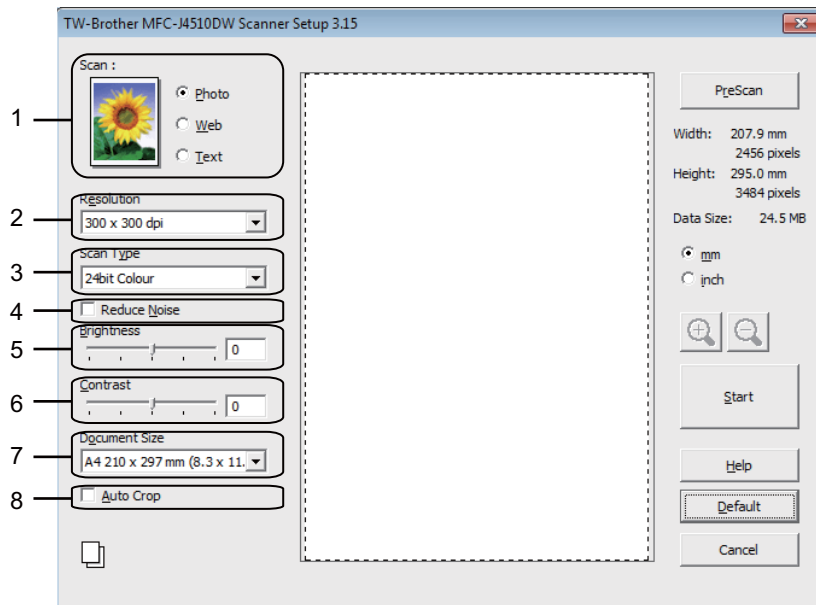 TW-Brother MFC-J4510DW Scanner Setup 3.15
1
Scan :
Photo
Web
Text
2
Resolution
300 x 300 dpi
3
Scan Type
24bit Colour
4
Reduce Noise
5
Brightness
0
6
Contrast
0
7
Document Size
A4 210 x 297 mm (8.3 x 11.
8
Auto Crop
PreScan
Width: 207.9 mm
2456 pixels
Height: 295.0 mm
3484 pixels
Data Size: 24.5 MB
mm
inch
Start
Help
Default
Cancel